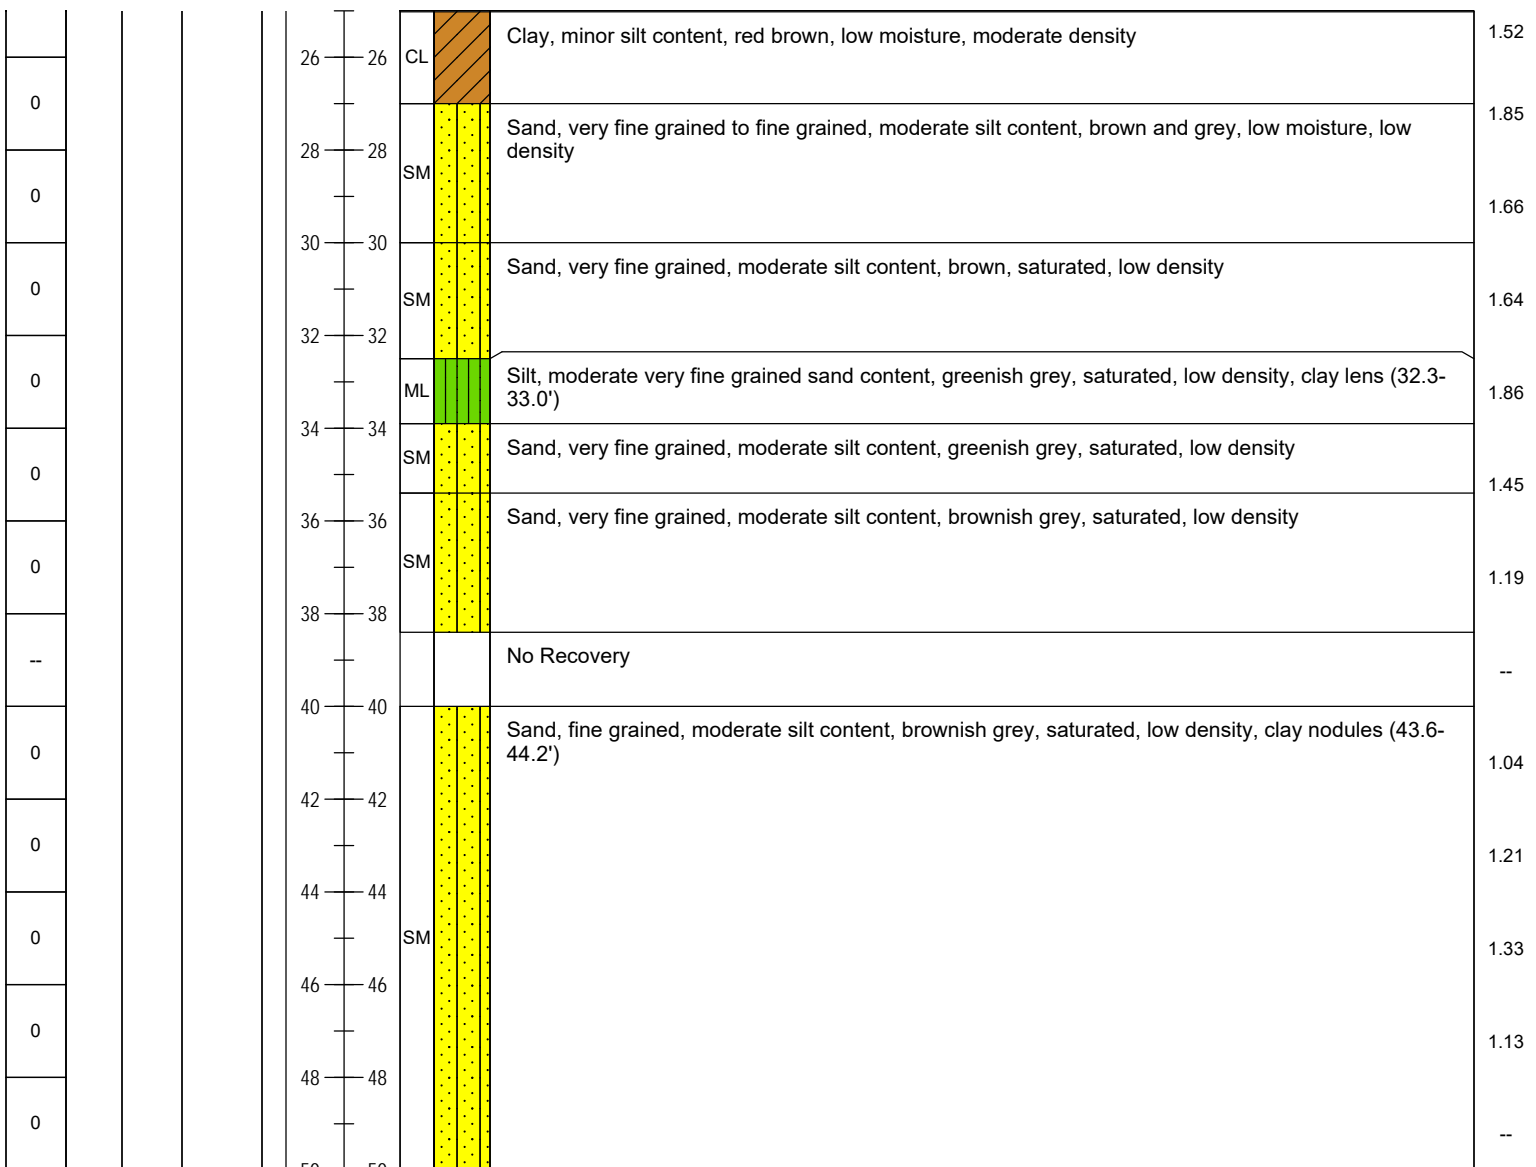 1.52
Clay, minor silt content, red brown, low moisture, moderate density
26 26 CL
0
1.85
Sand, very fine grained to fine grained, moderate silt content, brown and grey, low moisture, low
density
28 28
SM
0
1.66
30 30
Sand, very fine grained, moderate silt content, brown, saturated, low density
0
SM
1.64
32 32
Silt, moderate very fine grained sand content, greenish grey, saturated, low density, clay lens (32.3-
33.0')
0
ML
1.86
34 34
Sand, very fine grained, moderate silt content, greenish grey, saturated, low density
SM
0
1.45
36 36
Sand, very fine grained, moderate silt content, brownish grey, saturated, low density
SM
0
1.19
38 38
No Recovery
--
--
40 40
Sand, fine grained, moderate silt content, brownish grey, saturated, low density, clay nodules (43.6-
44.2')
0
1.04
42 42
0
1.21
44 44
0
SM
1.33
46 46
0
1.13
48 48
0
--